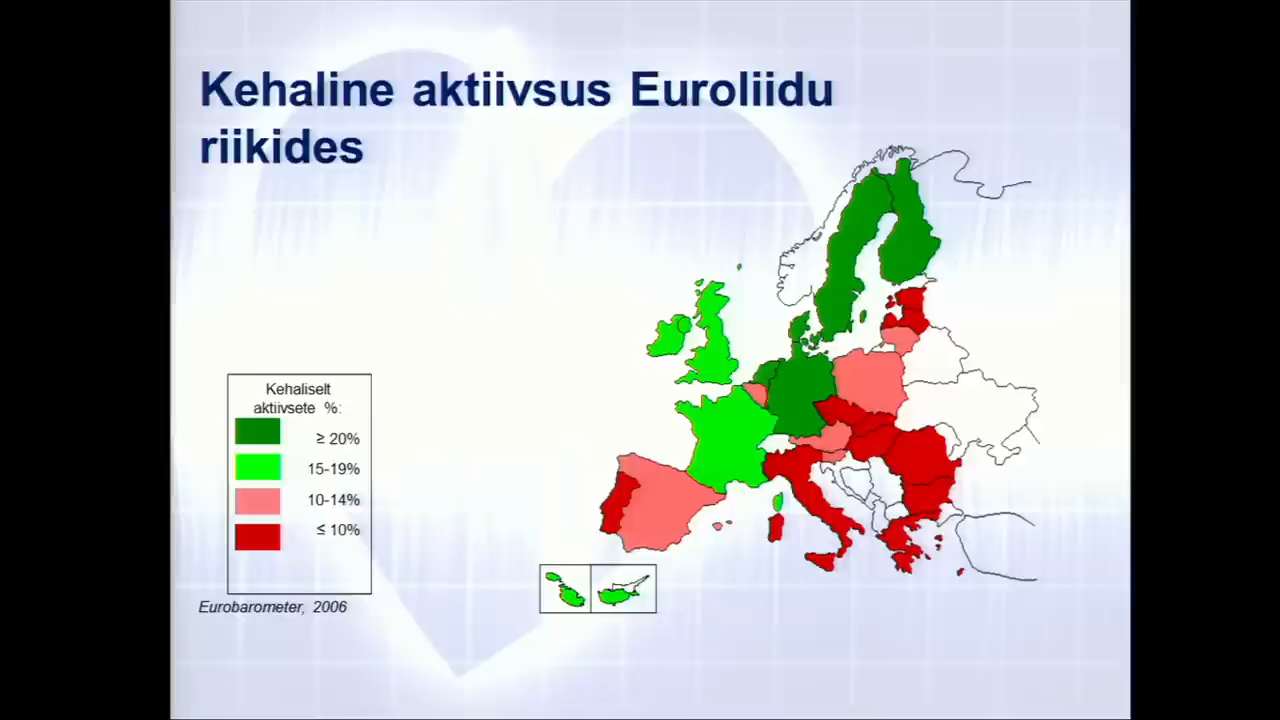 Kehaline aktiivsus Euroliidu
riikides
Kehaliselt
aktiivsete %:
≥ 20%
15-19%
10-14%
≤ 10%
Eurobarometer, 2006